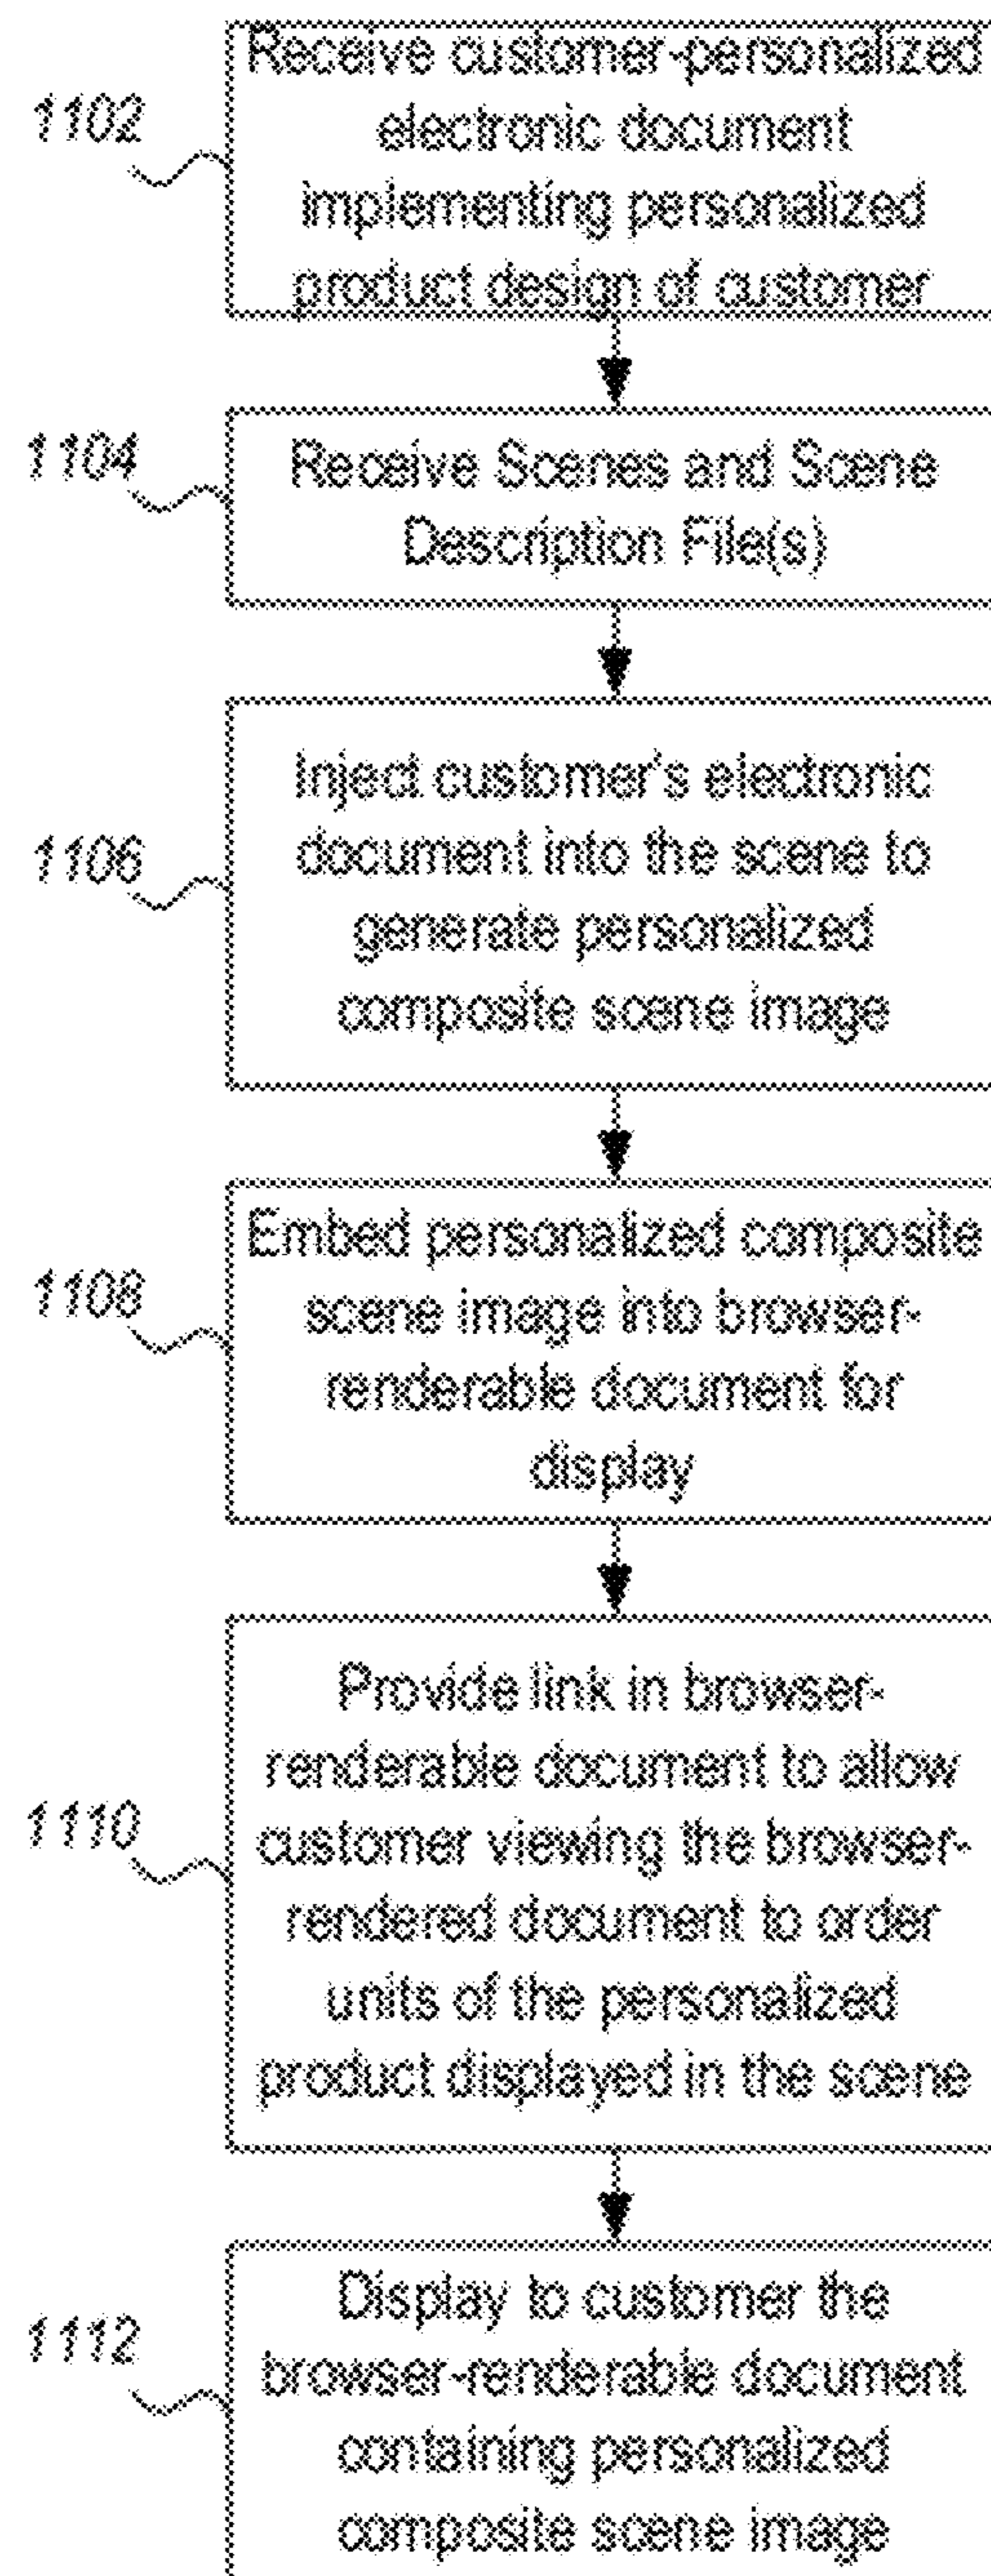 Receive customer-personalized
1102
electronic document
implementing personalized
product design of customer
1104
Receive Scenes and Scene
Description File(s)
Inject customer's electronic
1106
document into the scene to
generate personalized
composite scene image
Embed personalized composite
1108
scene image into browser-
renderable document for
display
Provide link in browser-
renderable document to allow
1110
customer viewing the browser-
rendered document to order
units of the personalized
product displayed in the scene
Display to customer the
1112
browser-renderable document
containing personalized
composite scene image